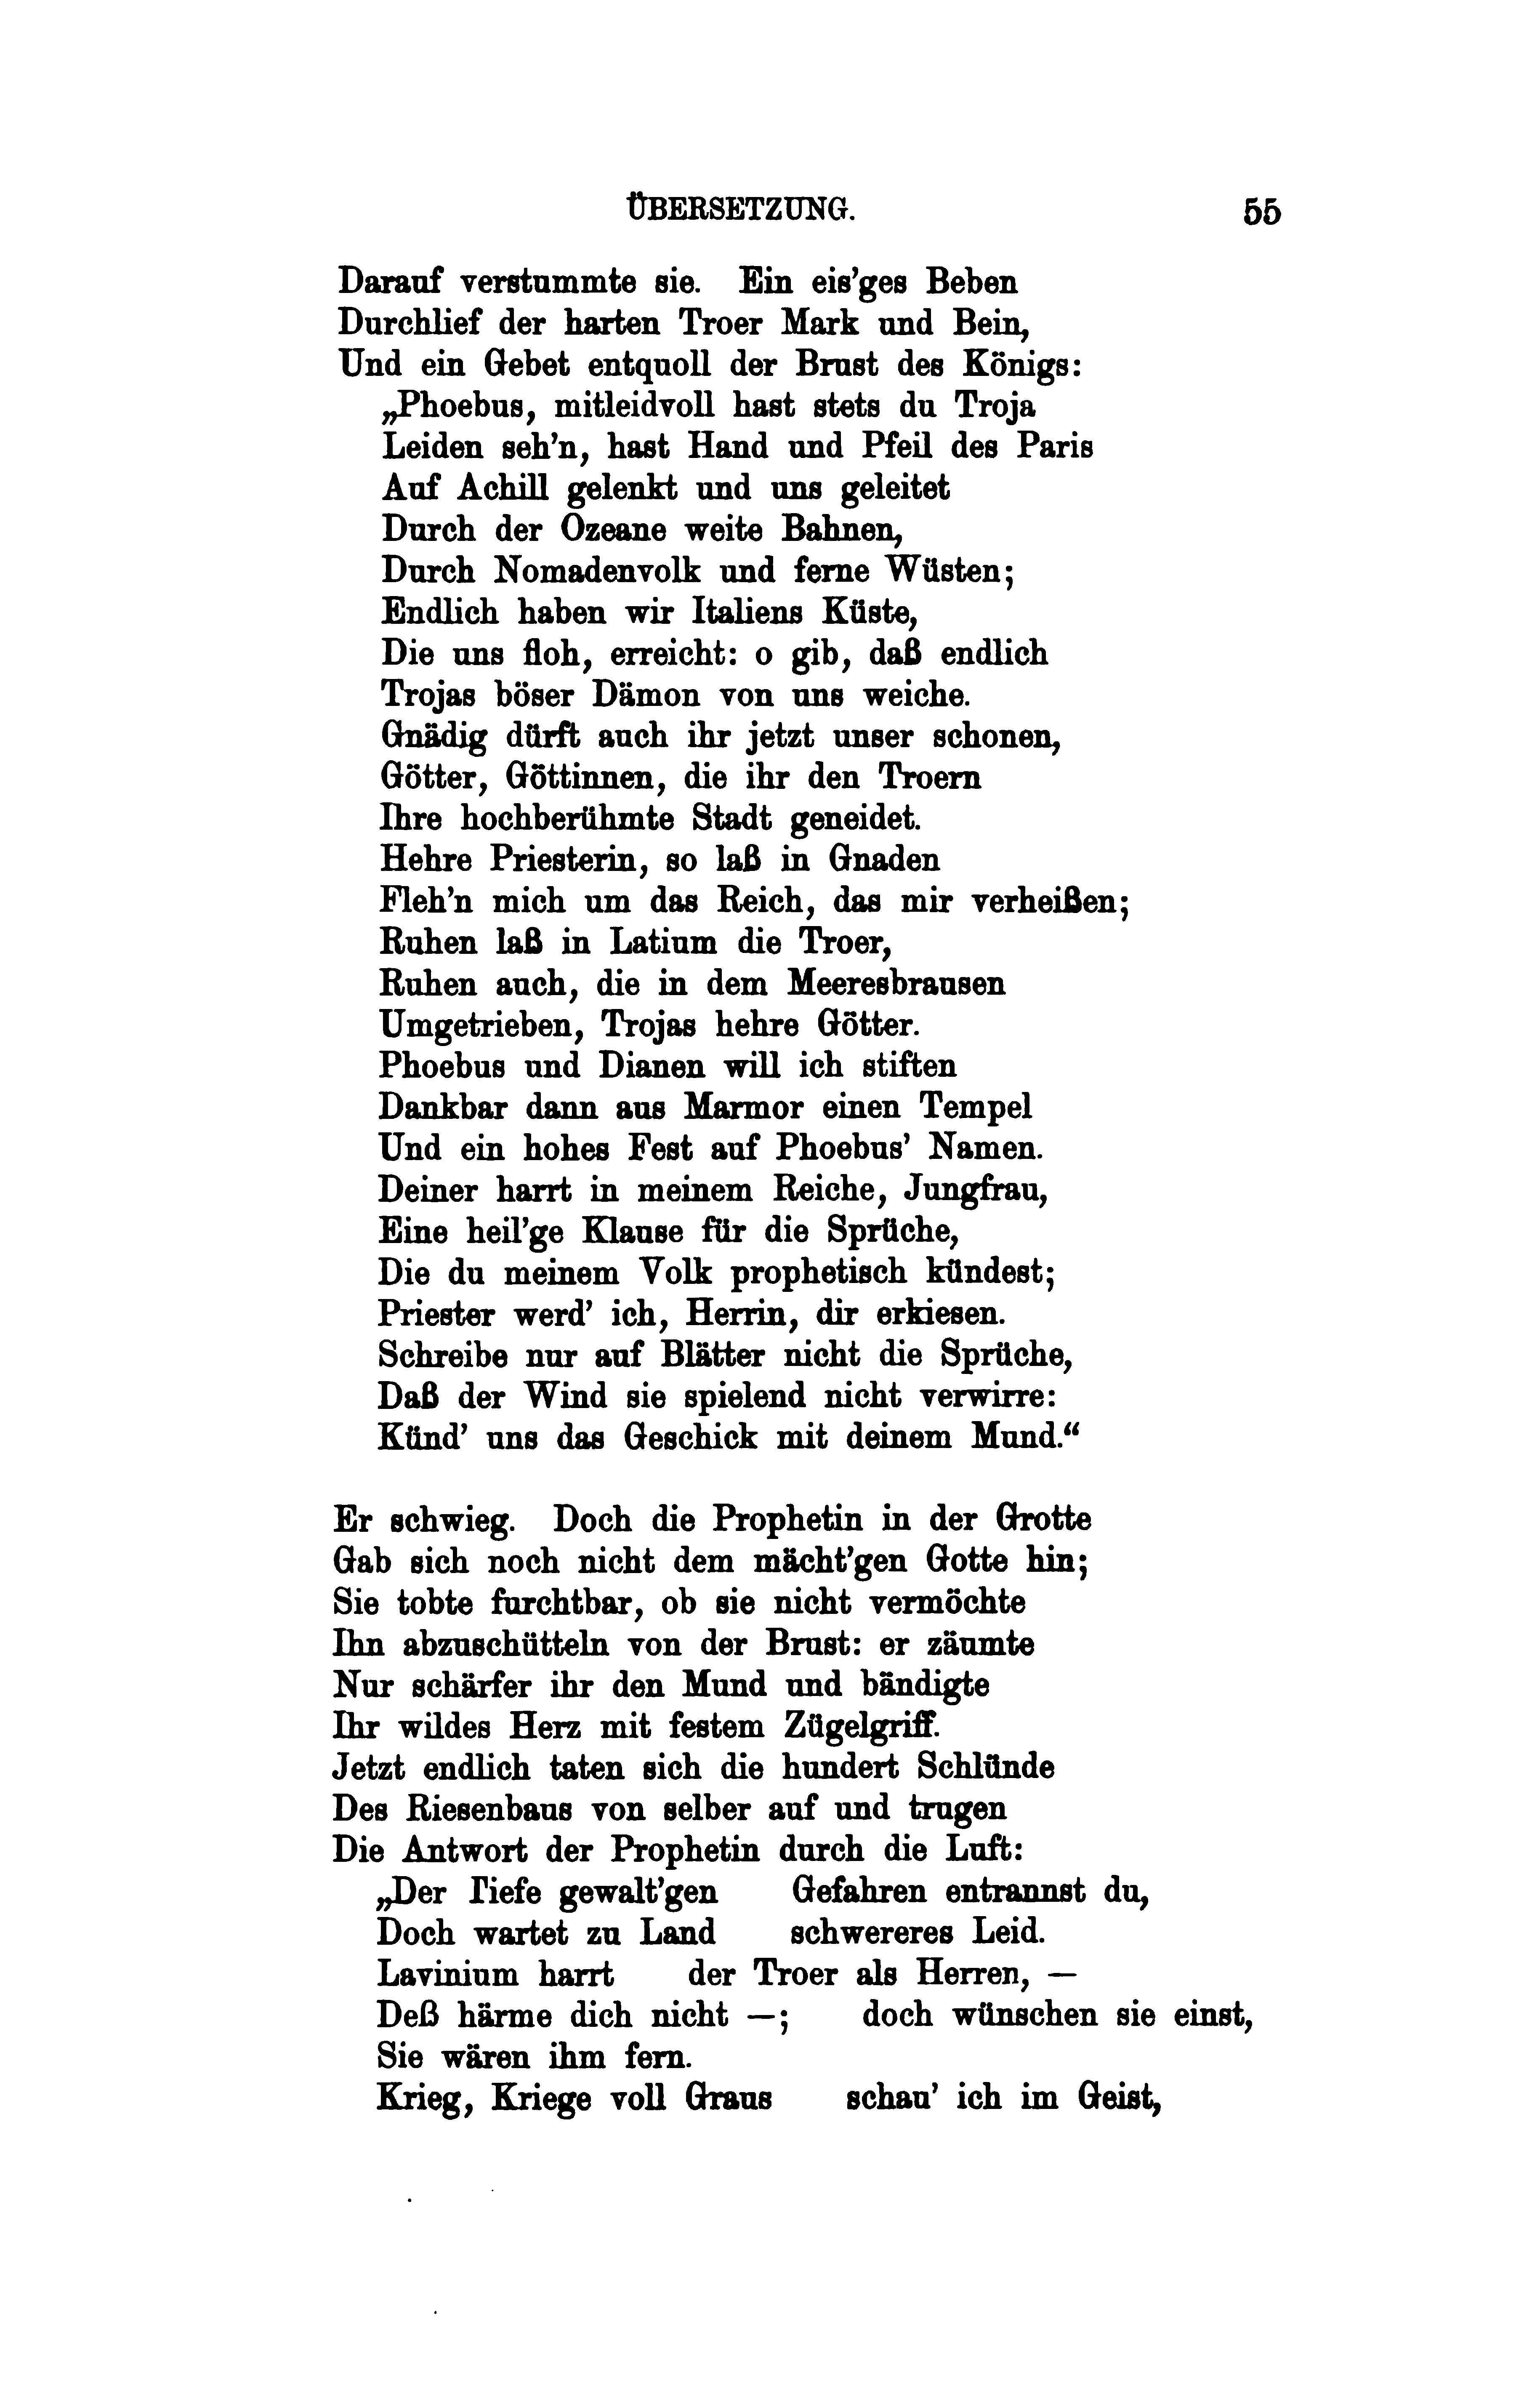 ÜBERSETZUNG. 55
Darauf verstummte sie. Ein eis'ges Beben
Durchlief der harten Troer Mark und Bein,
Und ein Gebet entquoll der Brust des Königs:
„Phoebus, mitleidvoll hast stets du Troja
Leiden seh'n, hast Hand und Pfeil des Paris
Auf Achill gelenkt und uns geleitet
Durch der Ozeane weite Bahnen,
Durch Nomadenvolk und ferne Wüsten;
Endlich haben wir Italiens Küste,
Die uns floh, erreicht: o gib, daß endlich
Trojas böser Dämon von uns weiche.
Gnädig dürft auch ihr jetzt unser schonen,
Götter, Göttinnen, die ihr den Troern
Ihre hochberühmte Stadt geneidet.
Hehre Priesterin, so laß in Gnaden
Fleh'n mich um das Reich, das mir verheißen;
Ruhen laß in Latium die Troer,
Ruhen auch, die in dem Meeresbrausen
Umgetrieben, Trojas hehre Götter.
Phoebus und Dianen will ich stiften
Dankbar dann aus Marmor einen Tempel
Und ein hohes Fest auf Phoebus' Namen.
Deiner harrt in meinem Reiche, Jungfrau,
Eine heil'ge Klause für die Sprüche,
Die du meinem Volk prophetisch kündest;
Priester werd' ich, Herrin, dir erkiesen.
Schreibe nur auf Blätter nicht die Sprüche,
Daß der Wind sie spielend nicht verwirre:
Künd' uns das Geschick mit deinem Mund.“
Er schwieg. Doch die Prophetin in der Grotte
Gab sich noch nicht dem mächt'gen Gotte hin;
Sie tobte furchtbar, ob sie nicht vermöchte
Ihn abzuschütteln von der Brust: er zäumte
Nur schärfer ihr den Mund und bändigte
Ihr wildes Herz mit festem Zügelgriff.
Jetzt endlich taten sich die hundert Schlünde
Des Riesenbaus von selber auf und trugen
Die Antwort der Prophetin durch die Luft:
„Der Tiefe gewalt'gen Gefahren entrannst du,
Doch wartet zu Land schwereres Leid.
Lavinium harrt der Troer als Herren, —
Deß härme dich nicht —; doch wünschen sie einst,
Sie wären ihm fern.
Krieg, Kriege voll Graus schau' ich im Geist,